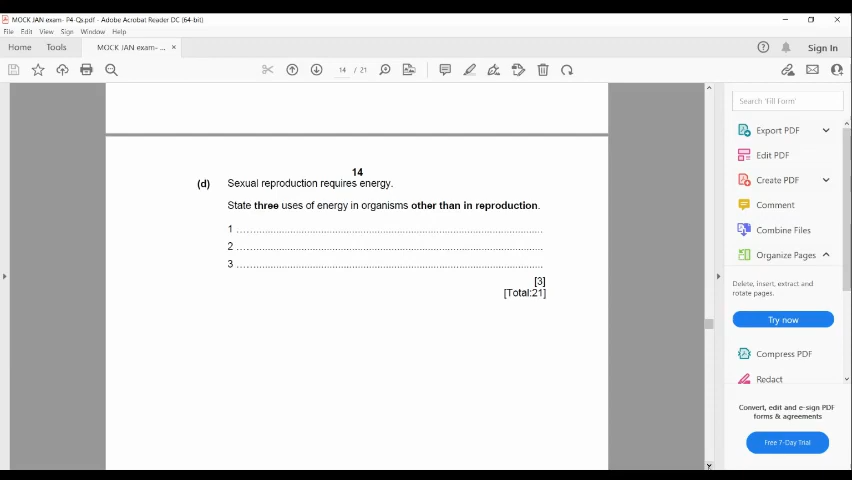 MOCK JAN exam- P4-Qs.pdf - Adobe Acrobat Reader DC (64-bit)
File Edit View Sign Window Help
Home Tools MOCK JAN exam- ... × Sign In
14 / 21
14
(d) Sexual reproduction requires energy.
State three uses of energy in organisms other than in reproduction.
1 ..........................................................................................
2 ..........................................................................................
3 ..........................................................................................
[3]
[Total:21]
Search 'Fill Form'
Export PDF
Edit PDF
Create PDF
Comment
Combine Files
Organize Pages
Delete, insert, extract and
rotate pages.
Try now
Compress PDF
Redact
Convert, edit and e-sign PDF
forms & agreements
Free 7-Day Trial